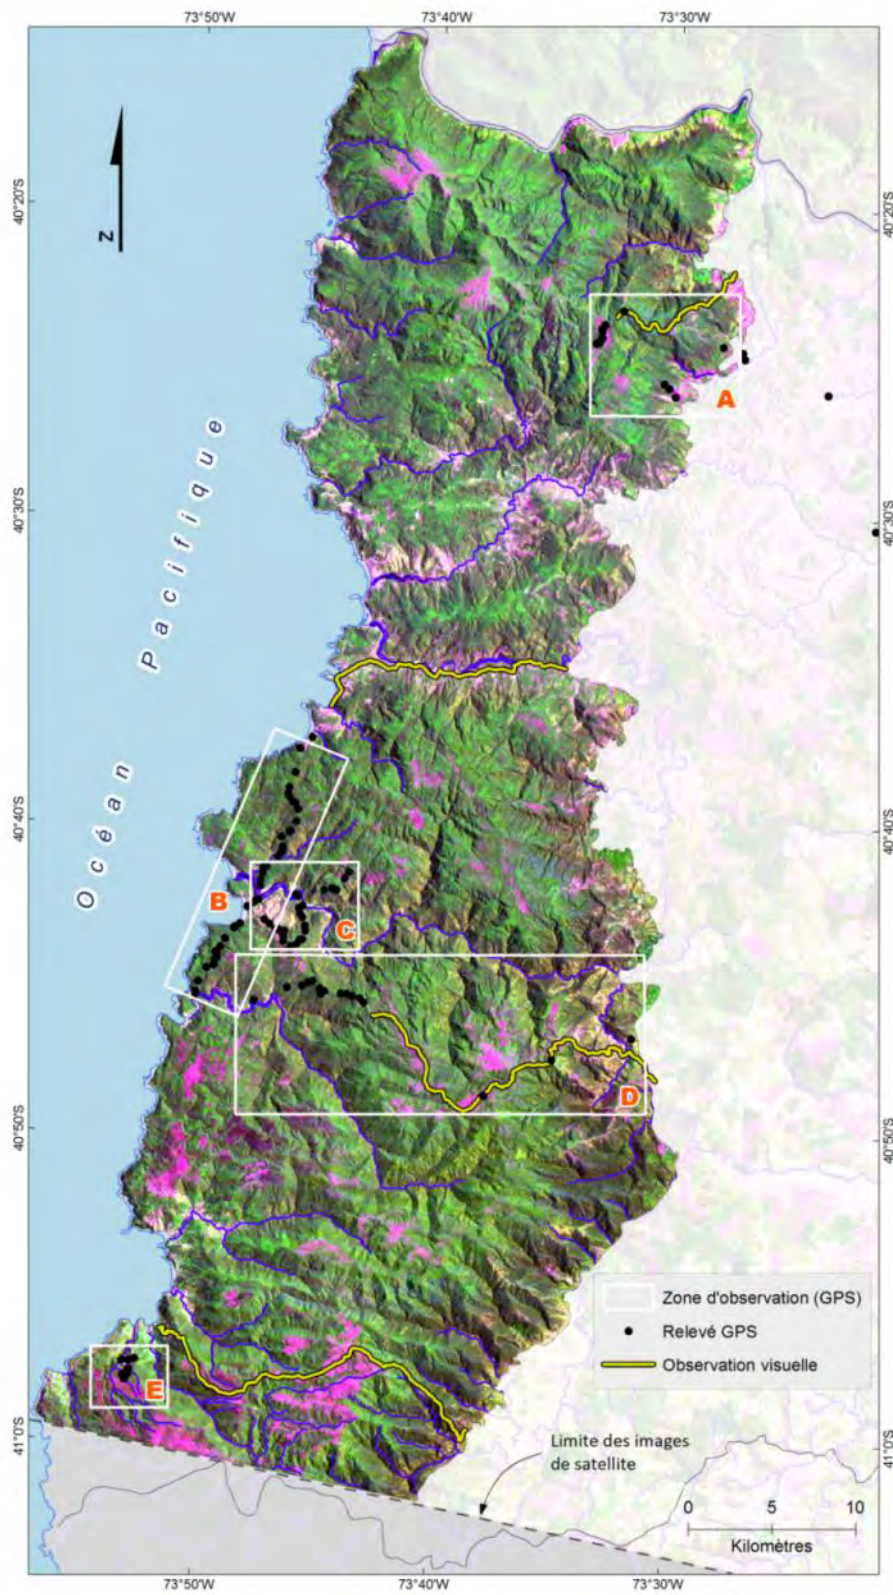 73°50'W 73°40'W 73°30'W
40°20'S 40°20'S
N
A
40°30'S 40°30'S
Océan Pacifique
40°40'S 40°40'S
B
C
D
40°50'S 40°50'S
Zone d'observation (GPS)
Relevé GPS
Observation visuelle
E
41°0'S 41°0'S
Limite des images
de satellite
0 5 10
Kilomètres
73°50'W 73°40'W 73°30'W